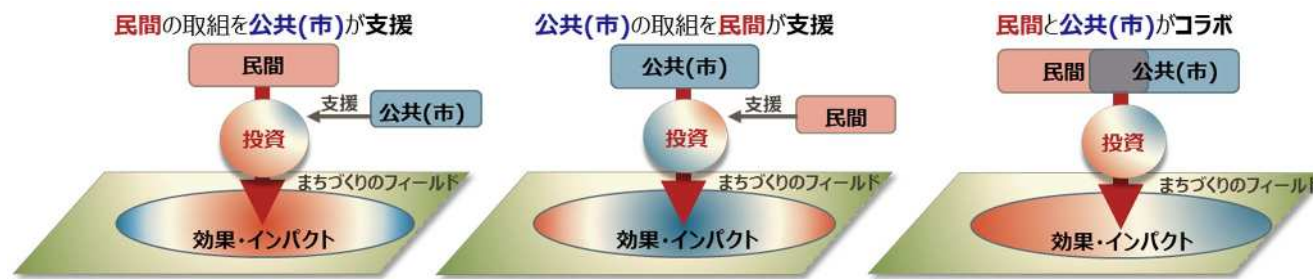 民間の取組を公共(市)が支援
民間
支援
公共(市)
投資
まちづくりのフィールド
効果・インパクト
公共(市)の取組を民間が支援
公共(市)
支援
民間
投資
まちづくりのフィールド
効果・インパクト
民間と公共(市)がコラボ
民間
公共(市)
投資
まちづくりのフィールド
効果・インパクト